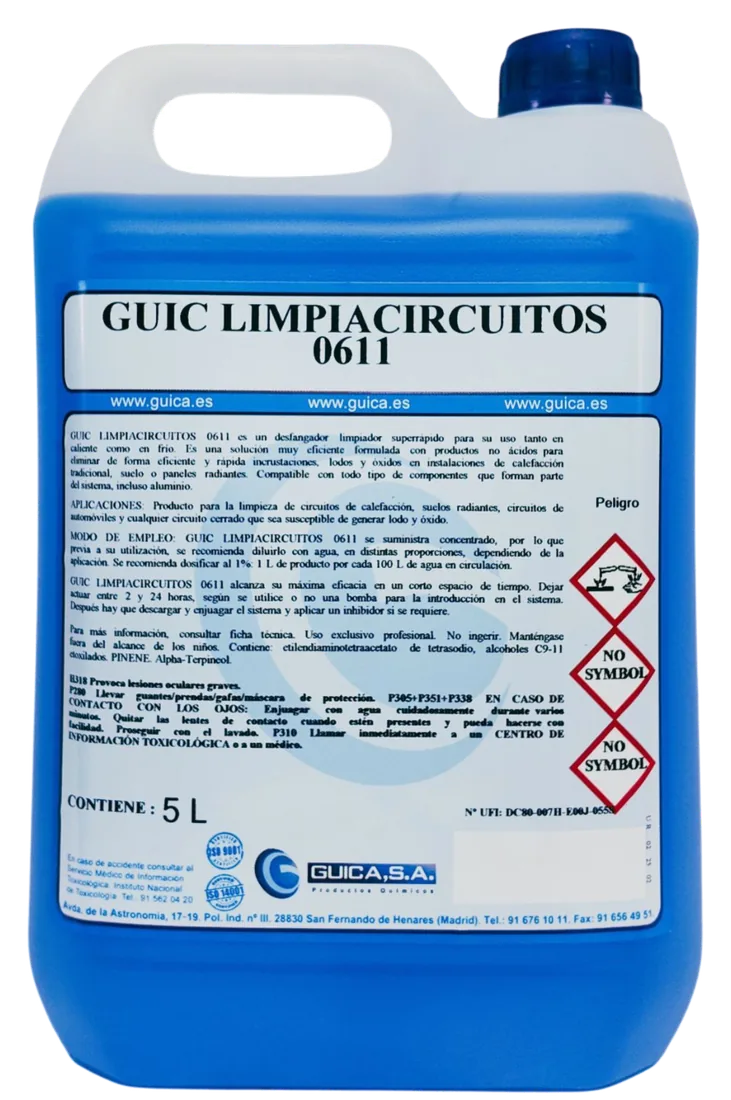 GUIC LIMPIACIRCUITOS
0611
www.guica.es www.guica.es www.guica.es
GUIC LIMPIACIRCUITOS 0611 es un desfangador limpiador superrápido para su uso tanto en
caliente como en frío. Es una solución muy eficiente formulada con productos no ácidos para
eliminar de forma eficiente y rápida incrustaciones, lodos y óxidos en instalaciones de calefacción
tradicional, suelo o paneles radiantes. Compatible con todo tipo de componentes que forman parte
del sistema, incluso aluminio.
APLICACIONES: Producto para la limpieza de circuitos de calefacción, suelos radiantes, circuitos de
automóviles y cualquier circuito cerrado que sea susceptible de generar lodo y óxido.
MODO DE EMPLEO: GUIC LIMPIACIRCUITOS 0611 se suministra concentrado, por lo que
previa a su utilización, se recomienda diluirlo con agua, en distintas proporciones, dependiendo de la
aplicación. Se recomienda dosificar al 1%: 1 L de producto por cada 100 L de agua en circulación.
GUIC LIMPIACIRCUITOS 0611 alcanza su máxima eficacia en un corto espacio de tiempo. Dejar
actuar entre 2 y 24 horas, según se utilice o no una bomba para la introducción en el sistema.
Después hay que descargar y enjuagar el sistema y aplicar un inhibidor si se requiere.
Para más información, consultar ficha técnica. Uso exclusivo profesional. No ingerir. Manténgase
fuera del alcance de los niños. Contiene: etilendiaminotetraacetato de tetrasodio, alcoholes C9-11
etoxilados. PINENE. Alpha-Terpineol.
H318 Provoca lesiones oculares graves.
P280 Llevar guantes/prendas/gafas/máscara de protección. P305+P351+P338 EN CASO DE
CONTACTO CON LOS OJOS: Enjuagar con agua cuidadosamente durante varios
minutos. Quitar las lentes de contacto cuando estén presentes y pueda hacerse con
facilidad. Proseguir con el lavado. P310 Llamar inmediatamente a un CENTRO DE
INFORMACIÓN TOXICOLÓGICA o a un médico.
Peligro
NO
SYMBOL
NO
SYMBOL
CONTIENE : 5 L
Nº UFI: DC80-007H-E00J-055S
En caso de accidente consultar al
Servicio Médico de Información
Toxicológica. Instituto Nacional
de Toxicología Tel.: 91 562 04 20
ISO 9001
ISO 14001
GUICA,S.A.
Productos Químicos
Avda. de la Astronomía, 17-19. Pol. Ind. nº III. 28830 San Fernando de Henares (Madrid). Tel.: 91 676 10 11. Fax: 91 656 49 51